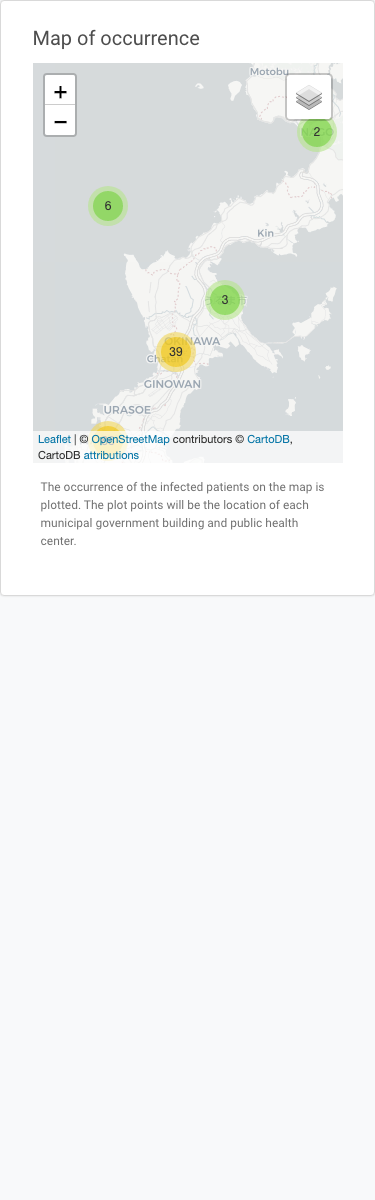 Map of occurrence
Motobu
+
−
2
6
Kin
3
OKINAWA
39
GINOWAN
URASOE
Leaflet | © OpenStreetMap contributors © CartoDB,
CartoDB attributions
The occurrence of the infected patients on the map is
plotted. The plot points will be the location of each
municipal government building and public health
center.